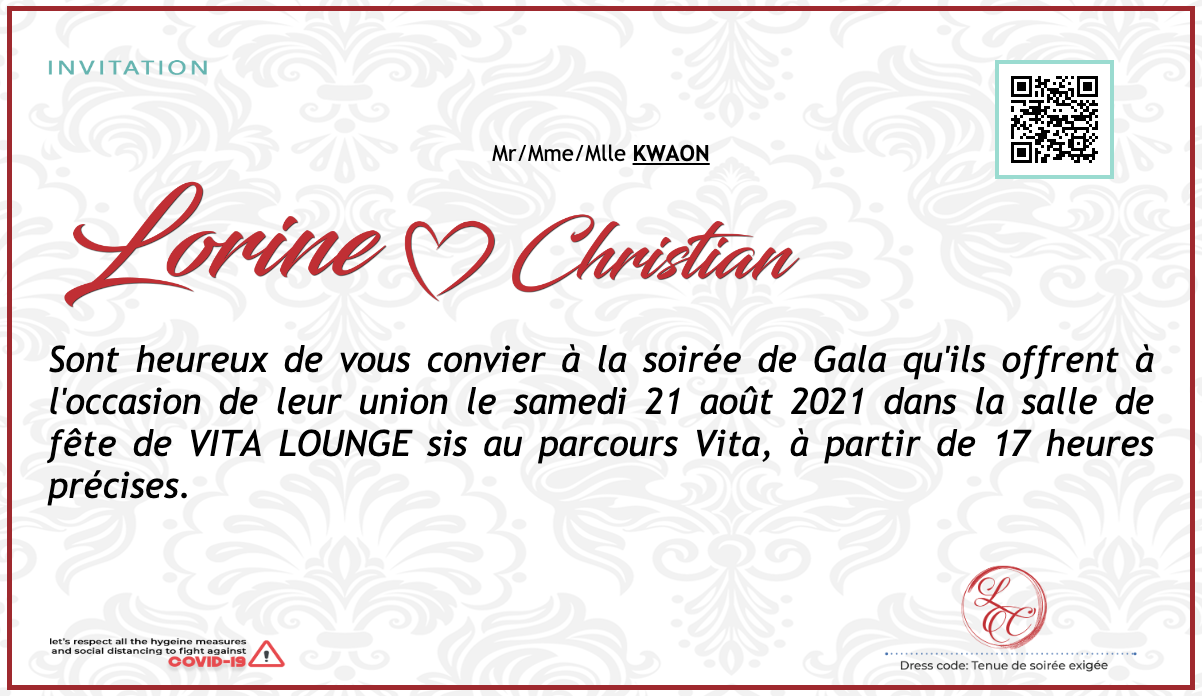 INVITATION
Mr/Mme/Mlle KWAON
Lorine Christian
Sont heureux de vous convier à la soirée de Gala qu'ils offrent à
l'occasion de leur union le samedi 21 août 2021 dans la salle de
fête de VITA LOUNGE sis au parcours Vita, à partir de 17 heures
précises.
let's respect all the hygeine measures
and social distancing to fight against
COVID-19 !
LC
Dress code: Tenue de soirée exigée